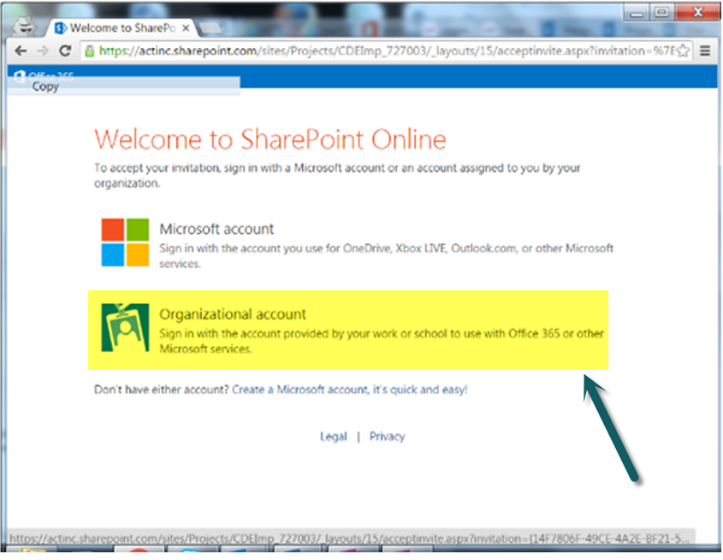 Welcome to SharePo
https://actinc.sharepoint.com/sites/Projects/CDEImp_727003/_layouts/15/acceptinvite.aspx?invitation=%7E
Office 365
Copy
Welcome to SharePoint Online
To accept your invitation, sign in with a Microsoft account or an account assigned to you by your
organization.
Microsoft account
Sign in with the account you use for OneDrive, Xbox LIVE, Outlook.com, or other Microsoft
services.
Organizational account
Sign in with the account provided by your work or school to use with Office 365 or other
Microsoft services.
Don't have either account? Create a Microsoft account, it's quick and easy!
Legal | Privacy
https://actinc.sharepoint.com/sites/Projects/CDEImp_727003/_layouts/15/acceptinvite.aspx?invitation={14F7806F-49CE-4A2E-BF21-5...